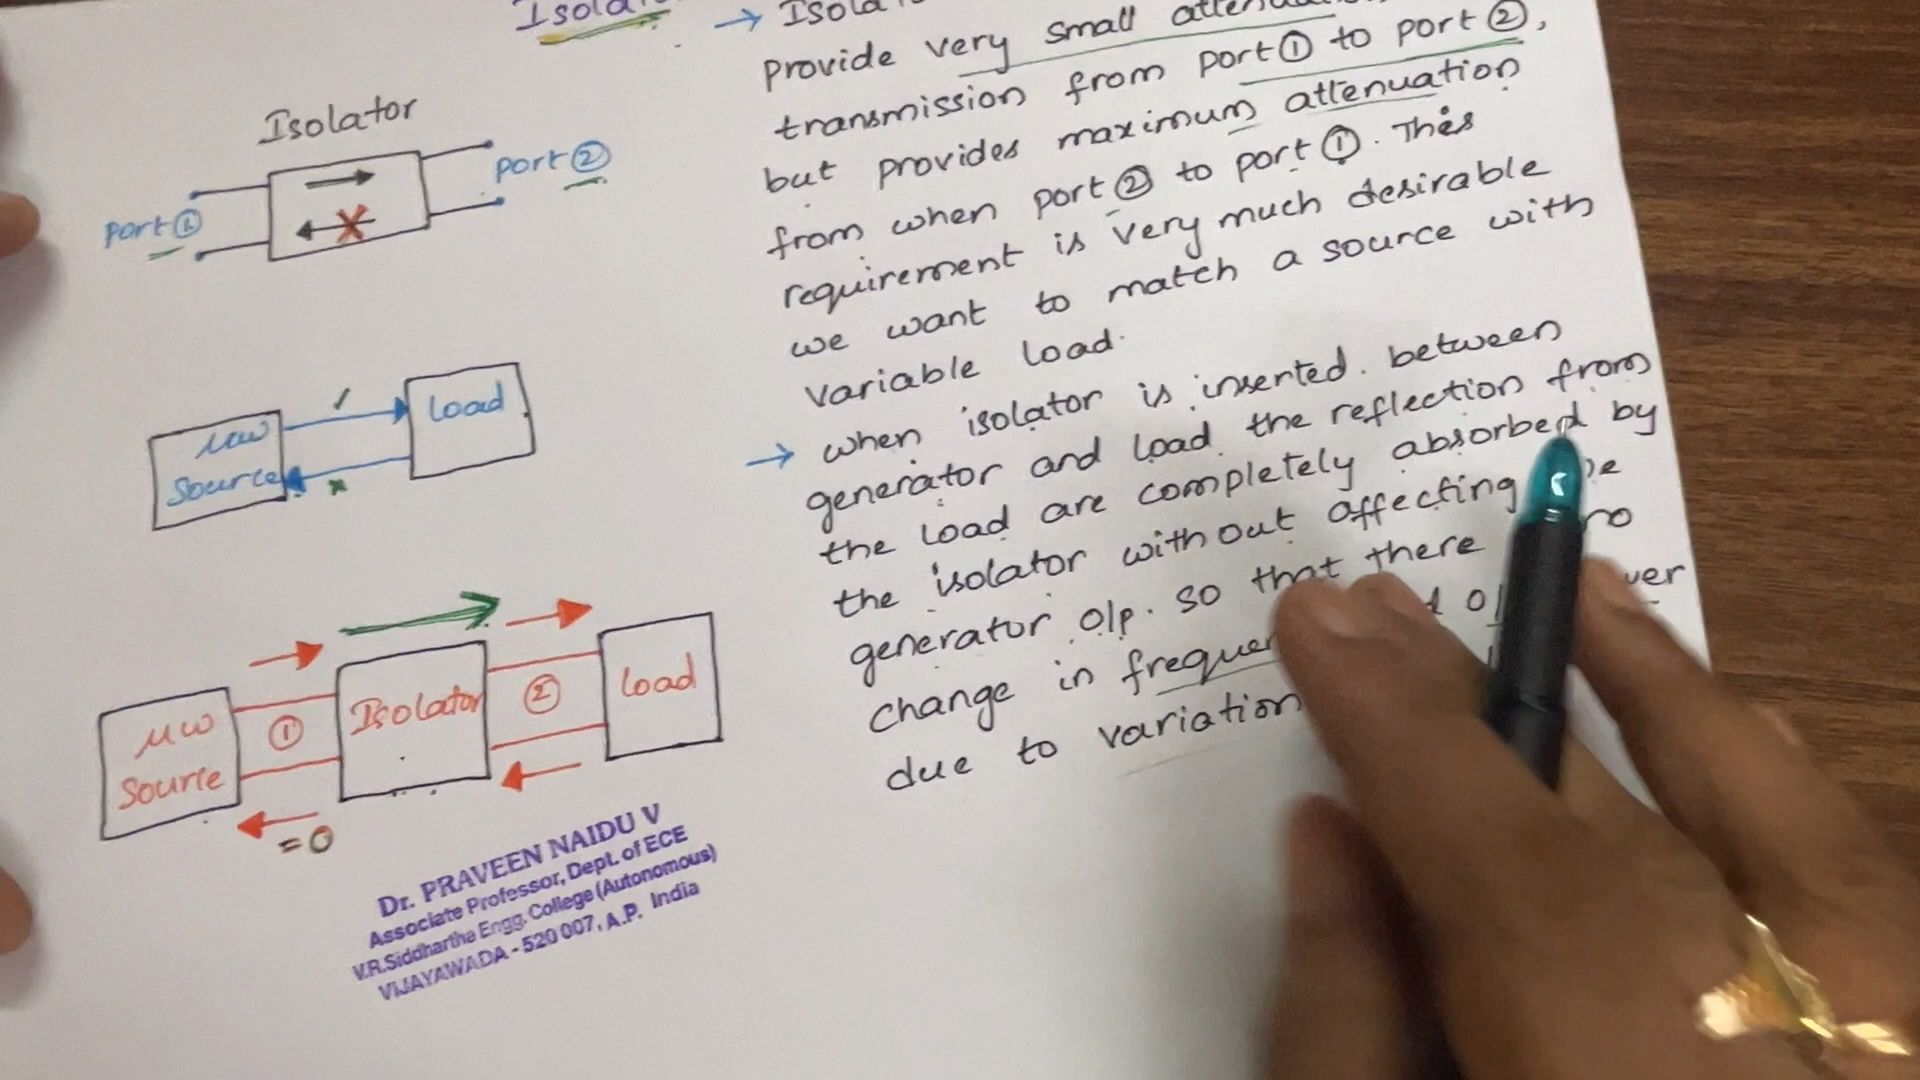 Isolator
Port ①
Port ②
μw
Source
Load
μw
Source
①
Isolator
②
Load
=0
Dr. PRAVEEN NAIDU V
Associate Professor, Dept. of ECE
V.R.Siddhartha Engg. College (Autonomous)
VIJAYAWADA - 520 007, A.P. India
provide very small
transmission from port ① to port ②,
but provides maximum attenuation
from when port ② to port ①. This
requirement is very much desirable
we want to match a source with
variable load.
→ when isolator is inserted between
generator and load the reflection from
the load are completely absorbed by
the isolator without affecting
generator o/p. so that there
change in
due to variation